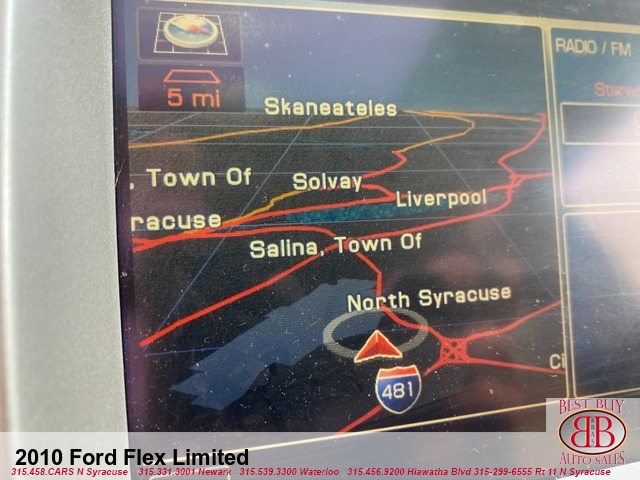 RADIO / FM
5 mi
Stereo
Skaneateles
, Town Of
Solvay
Liverpool
racuse
Salina, Town Of
North Syracuse
481
Ci
BEST BUY
BB
AUTO SALES
2010 Ford Flex Limited
315.458.CARS N Syracuse 315.331.3001 Newark 315.539.3300 Waterloo 315.456.9200 Hiawatha Blvd 315-299-6555 Rt 11 N Syracuse